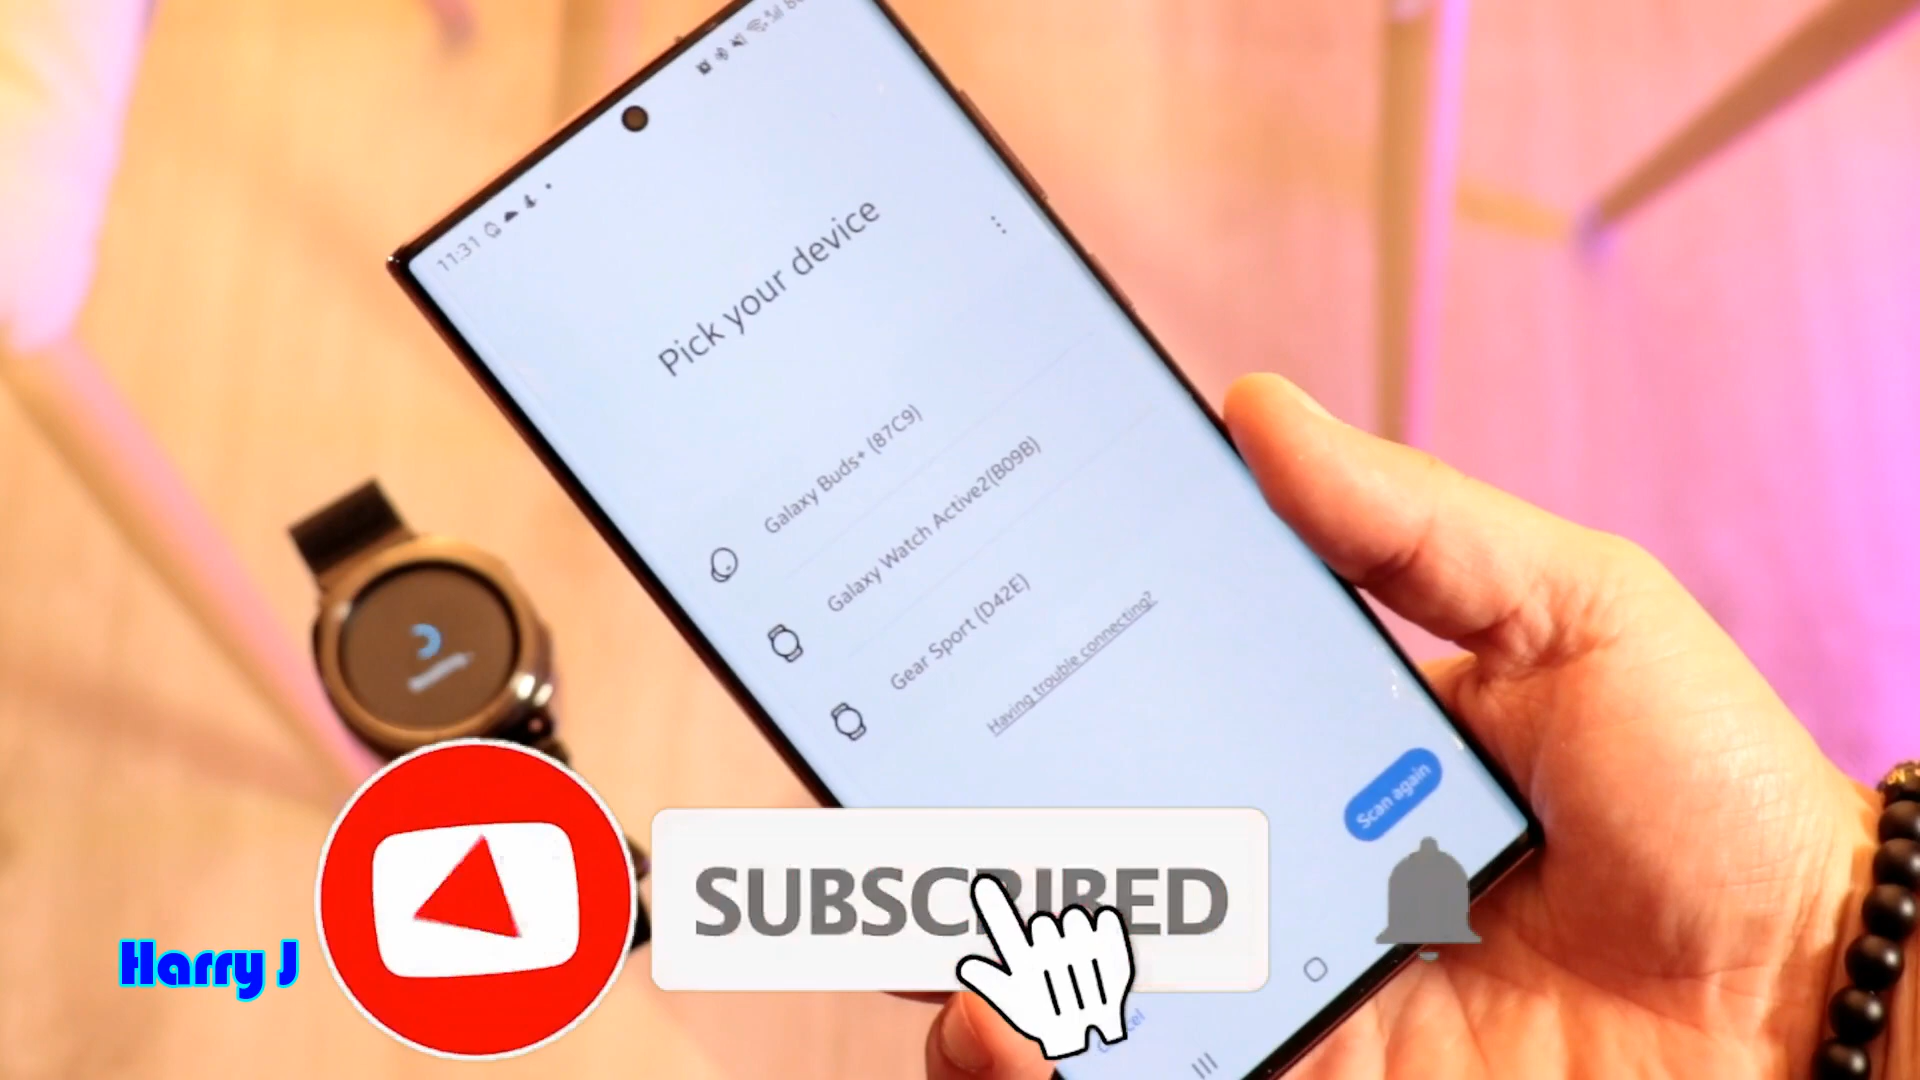 11:31
Pick your device
Galaxy Buds+ (87C9)
Galaxy Watch Active2(B09B)
Gear Sport (D42E)
Having trouble connecting?
Scan again
SUBSCRIBED
Harry J